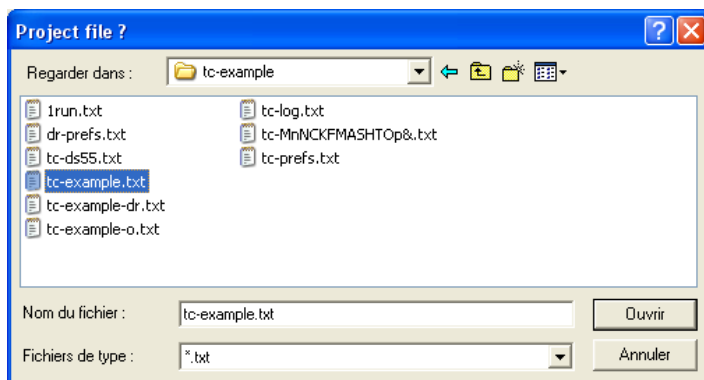 Project file ?
Regarder dans :
tc-example
1run.txt
dr-prefs.txt
tc-ds55.txt
tc-example.txt
tc-example-dr.txt
tc-example-o.txt
tc-log.txt
tc-MnNCKFMASHTOp&.txt
tc-prefs.txt
Nom du fichier :
tc-example.txt
Ouvrir
Fichiers de type :
*.txt
Annuler